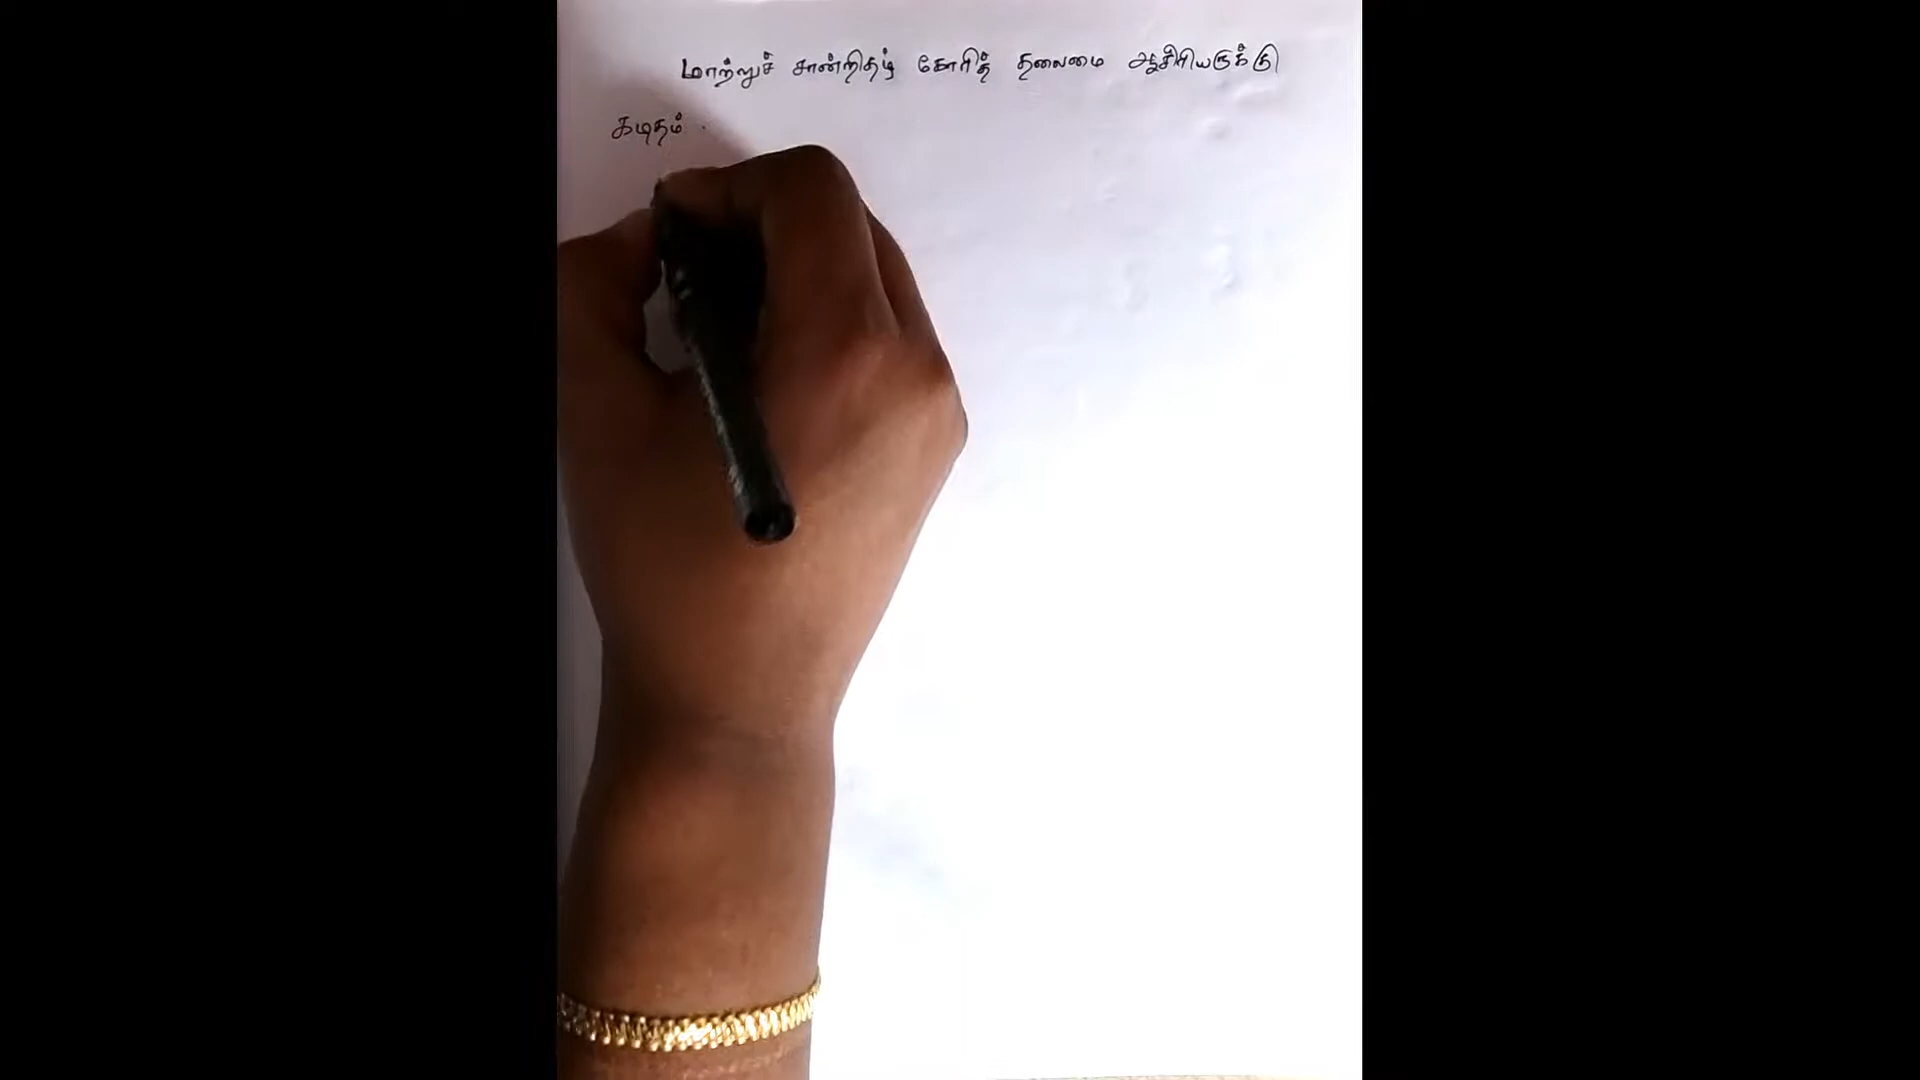 மாற்றுச் சான்றிதழ் கோரித் தலைமை ஆசிரியருக்கு
கடிதம் .